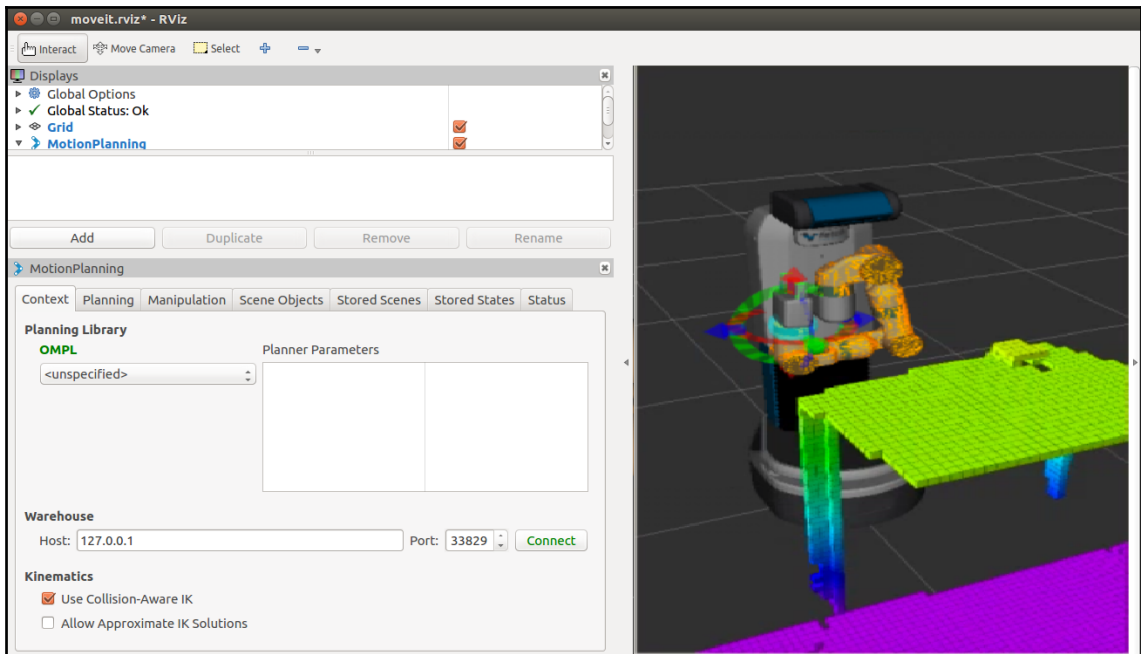 moveit.rviz* - RViz
Interact Move Camera Select
Displays
Global Options
Global Status: Ok
Grid
MotionPlanning
Add Duplicate Remove Rename
MotionPlanning
Context Planning Manipulation Scene Objects Stored Scenes Stored States Status
Planning Library
OMPL Planner Parameters
<unspecified>
Warehouse
Host: 127.0.0.1 Port: 33829 Connect
Kinematics
Use Collision-Aware IK
Allow Approximate IK Solutions